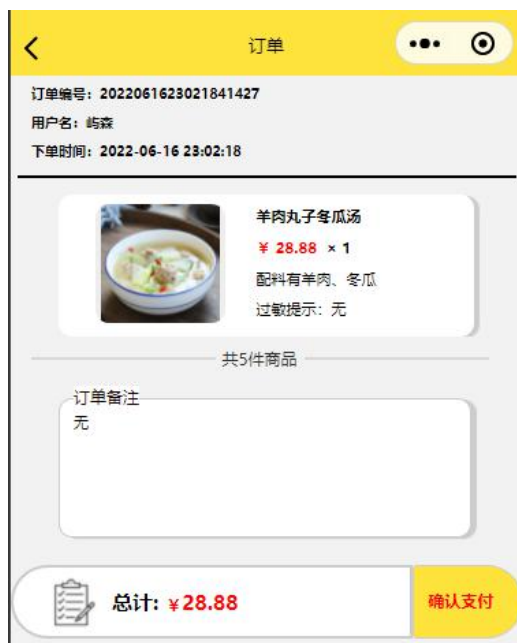 订单
订单编号：2022061623021841427
用户名：屿森
下单时间：2022-06-16 23:02:18
羊肉丸子冬瓜汤
￥ 28.88 × 1
配料有羊肉、冬瓜
过敏提示：无
共5件商品
订单备注
无
总计: ￥28.88
确认支付